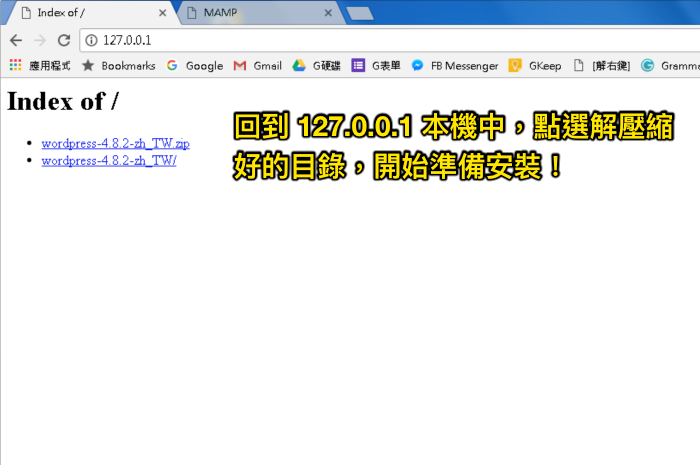 Index of /
MAMP
127.0.0.1
應用程式 Bookmarks Google Gmail G硬碟 G表單 FB Messenger GKeep [解右鍵] Gramma
Index of /
wordpress-4.8.2-zh_TW.zip
wordpress-4.8.2-zh_TW/
回到 127.0.0.1 本機中，點選解壓縮
好的目錄，開始準備安裝！